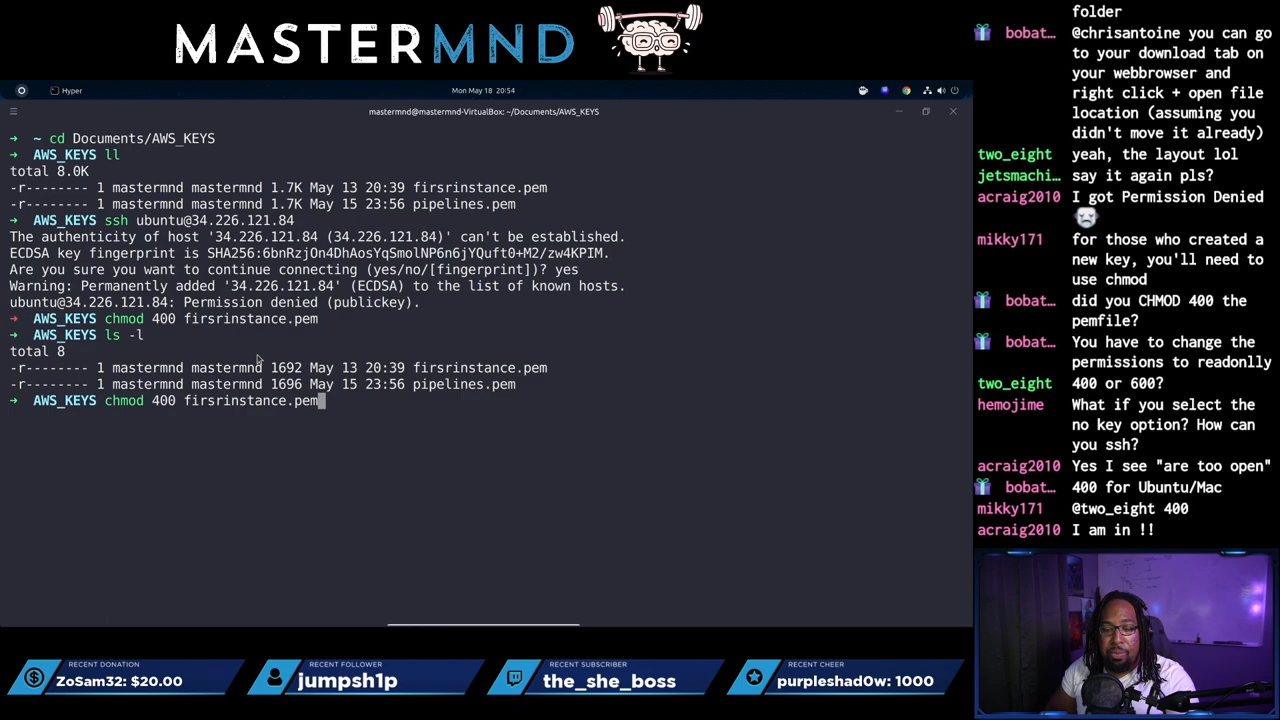 MASTERMND
Hyper
Mon May 18 20:54
mastermnd@mastermnd-VirtualBox: ~/Documents/AWS_KEYS
➜ ~ cd Documents/AWS_KEYS
➜ AWS_KEYS ll
total 8.0K
-r-------- 1 mastermnd mastermnd 1.7K May 13 20:39 firsrinstance.pem
-r-------- 1 mastermnd mastermnd 1.7K May 15 23:56 pipelines.pem
➜ AWS_KEYS ssh ubuntu@34.226.121.84
The authenticity of host '34.226.121.84 (34.226.121.84)' can't be established.
ECDSA key fingerprint is SHA256:6bnRzjOn4DhAosYqSmolNP6n6jYQuft0+M2/zw4KPIM.
Are you sure you want to continue connecting (yes/no/[fingerprint])? yes
Warning: Permanently added '34.226.121.84' (ECDSA) to the list of known hosts.
ubuntu@34.226.121.84: Permission denied (publickey).
➜ AWS_KEYS chmod 400 firsrinstance.pem
➜ AWS_KEYS ls -l
total 8
-r-------- 1 mastermnd mastermnd 1692 May 13 20:39 firsrinstance.pem
-r-------- 1 mastermnd mastermnd 1696 May 15 23:56 pipelines.pem
➜ AWS_KEYS chmod 400 firsrinstance.pem
folder
bobat… @chrisantoine you can go
to your download tab on
your webbrowser and
right click + open file
location (assuming you
didn't move it already)
two_eight yeah, the layout lol
jetsmachi… say it again pls?
acraig2010 I got Permission Denied
mikky171 for those who created a
new key, you'll need to
use chmod
bobat… did you CHMOD 400 the
pemfile?
bobat… You have to change the
permissions to readonlly
two_eight 400 or 600?
hemojime What if you select the
no key option? How can
you ssh?
acraig2010 Yes I see "are too open"
bobat… 400 for Ubuntu/Mac
mikky171 @two_eight 400
acraig2010 I am in !!
RECENT DONATION
ZoSam32: $20.00
RECENT FOLLOWER
jumpsh1p
RECENT SUBSCRIBER
the_she_boss
RECENT CHEER
purpleshad0w: 1000